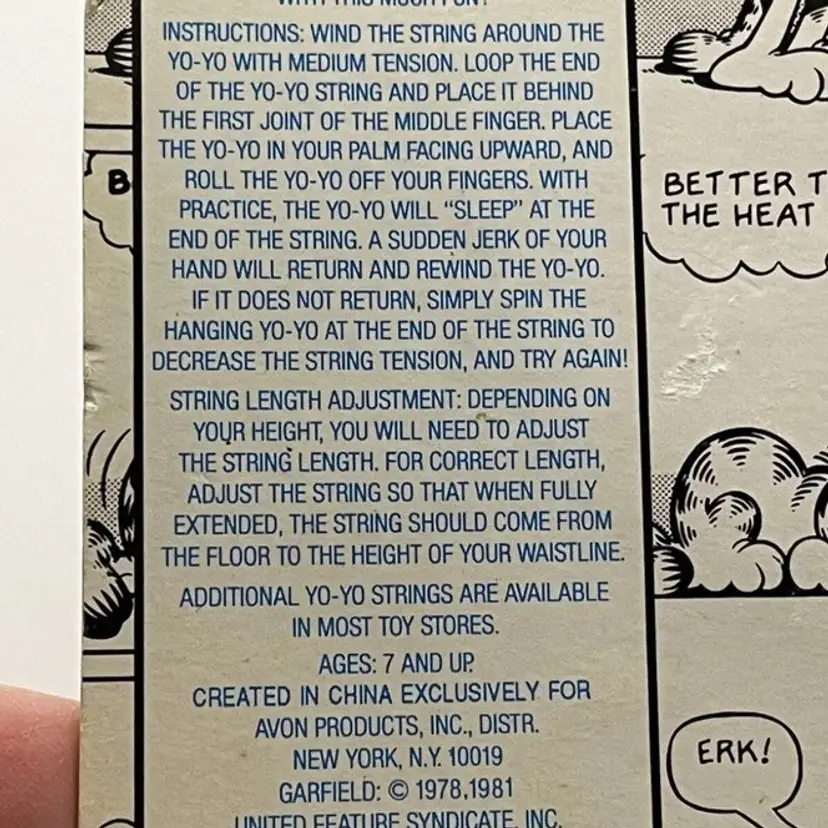 WITH THIS MUCH FUN!
INSTRUCTIONS: WIND THE STRING AROUND THE
YO-YO WITH MEDIUM TENSION. LOOP THE END
OF THE YO-YO STRING AND PLACE IT BEHIND
THE FIRST JOINT OF THE MIDDLE FINGER. PLACE
THE YO-YO IN YOUR PALM FACING UPWARD, AND
ROLL THE YO-YO OFF YOUR FINGERS. WITH
PRACTICE, THE YO-YO WILL “SLEEP” AT THE
END OF THE STRING. A SUDDEN JERK OF YOUR
HAND WILL RETURN AND REWIND THE YO-YO.
IF IT DOES NOT RETURN, SIMPLY SPIN THE
HANGING YO-YO AT THE END OF THE STRING TO
DECREASE THE STRING TENSION, AND TRY AGAIN!
STRING LENGTH ADJUSTMENT: DEPENDING ON
YOUR HEIGHT, YOU WILL NEED TO ADJUST
THE STRING LENGTH. FOR CORRECT LENGTH,
ADJUST THE STRING SO THAT WHEN FULLY
EXTENDED, THE STRING SHOULD COME FROM
THE FLOOR TO THE HEIGHT OF YOUR WAISTLINE.
ADDITIONAL YO-YO STRINGS ARE AVAILABLE
IN MOST TOY STORES.
AGES: 7 AND UP.
CREATED IN CHINA EXCLUSIVELY FOR
AVON PRODUCTS, INC., DISTR.
NEW YORK, N.Y. 10019
GARFIELD: © 1978,1981
UNITED FEATURE SYNDICATE, INC.
B
BETTER T
THE HEAT
ERK!